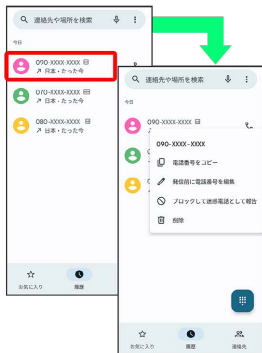 連絡先や場所を検索
今日
090-XXXX-XXXX
日本・たった今
070-XXXX-XXXX
日本・たった今
080-XXXX-XXXX
日本・たった今
お気に入り
履歴
連絡先や場所を検索
今日
090-XXXX-XXXX
090-XXXX-XXXX
電話番号をコピー
発信前に電話番号を編集
ブロックして迷惑電話として報告
削除
お気に入り
履歴
連絡先